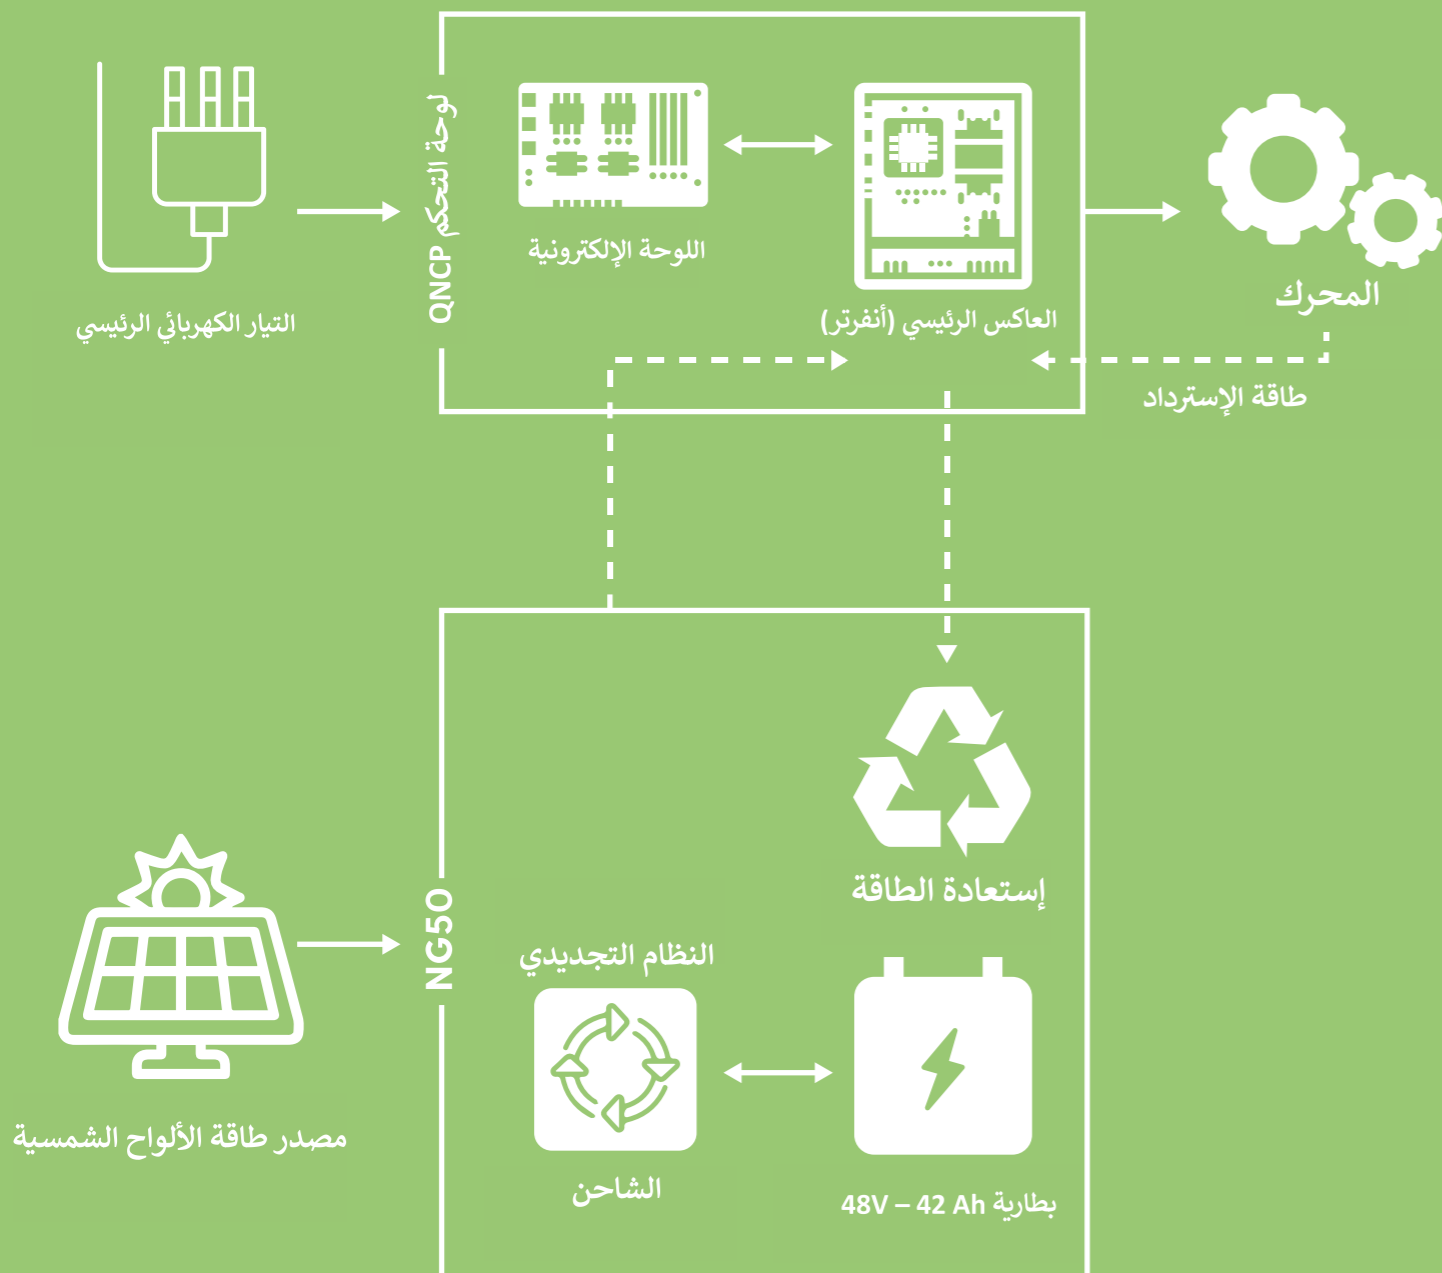 لوحة التحكم QNCP
التيار الكهربائي الرئيسي
اللوحة الإلكترونية
العاكس الرئيسي (أنفرتر)
المحرك
طاقة الإسترداد
NG50
إستعادة الطاقة
النظام التجديدي
الشاحن
بطارية 48V – 42 Ah
مصدر طاقة الألواح الشمسية